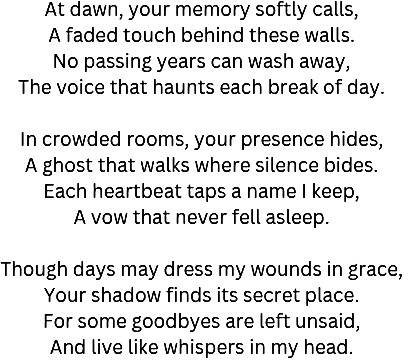 At dawn, your memory softly calls,
A faded touch behind these walls.
No passing years can wash away,
The voice that haunts each break of day.

In crowded rooms, your presence hides,
A ghost that walks where silence bides.
Each heartbeat taps a name I keep,
A vow that never fell asleep.

Though days may dress my wounds in grace,
Your shadow finds its secret place.
For some goodbyes are left unsaid,
And live like whispers in my head.